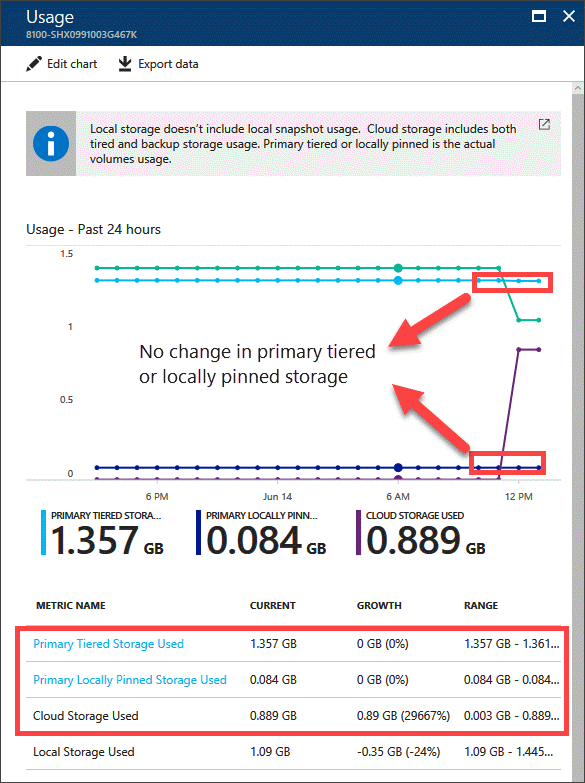 Usage
8100-SHX0991003G467K
Edit chart
Export data
Local storage doesn't include local snapshot usage. Cloud storage includes both
tired and backup storage usage. Primary tiered or locally pinned is the actual
volumes usage.
Usage - Past 24 hours
1.5
1
No change in primary tiered
or locally pinned storage
0.5
0
6 PM
Jun 14
6 AM
12 PM
PRIMARY TIERED STORA...
1.357 GB
PRIMARY LOCALLY PINN...
0.084 GB
CLOUD STORAGE USED
0.889 GB
METRIC NAME CURRENT GROWTH RANGE
Primary Tiered Storage Used 1.357 GB 0 GB (0%) 1.357 GB - 1.361...
Primary Locally Pinned Storage Used 0.084 GB 0 GB (0%) 0.084 GB - 0.084...
Cloud Storage Used 0.889 GB 0.89 GB (29667%) 0.003 GB - 0.889...
Local Storage Used 1.09 GB -0.35 GB (-24%) 1.09 GB - 1.445...